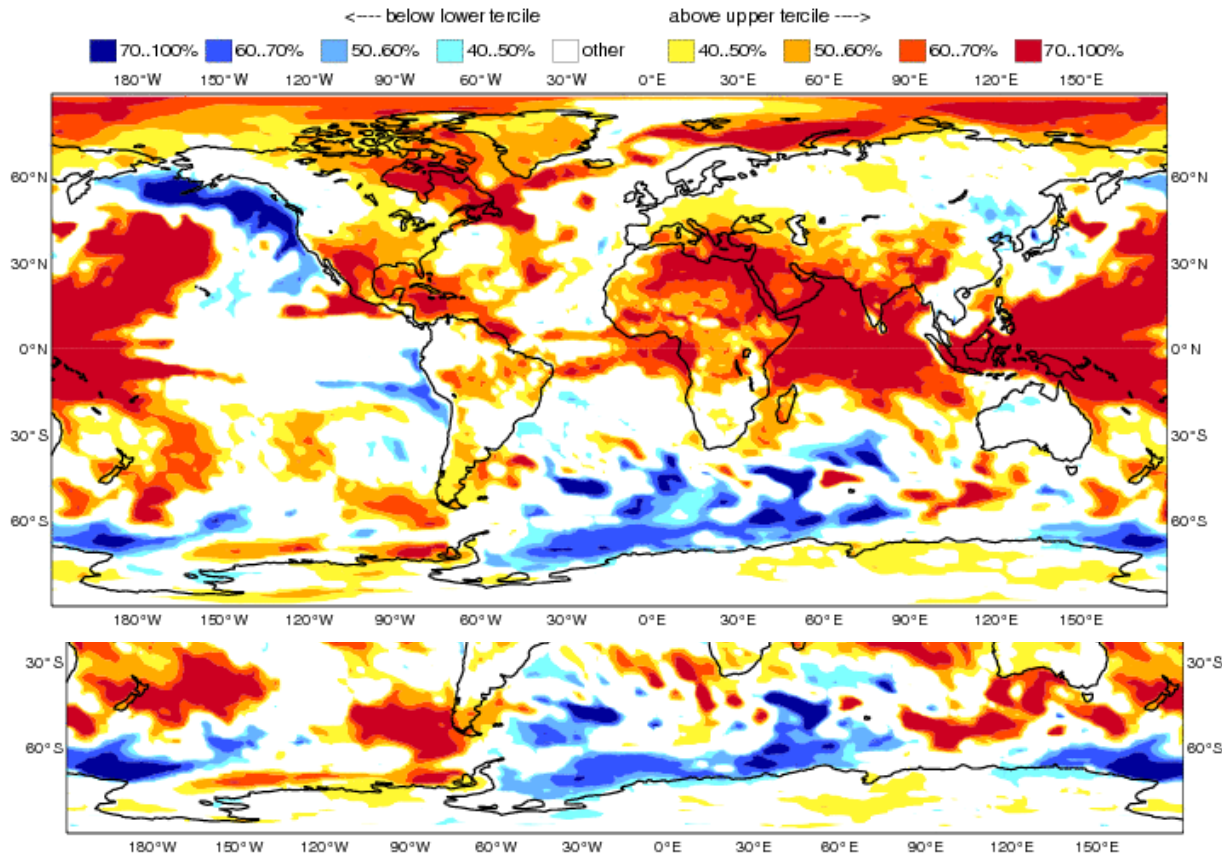 <---- below lower tercile above upper tercile ---->
70..100% 60..70% 50..60% 40..50% other 40..50% 50..60% 60..70% 70..100%
180°W 150°W 120°W 90°W 60°W 30°W 0°E 30°E 60°E 90°E 120°E 150°E
60°N 60°N
30°N 30°N
0°N 0°N
30°S 30°S
60°S 60°S
180°W 150°W 120°W 90°W 60°W 30°W 0°E 30°E 60°E 90°E 120°E 150°E
30°S 30°S
60°S 60°S
180°W 150°W 120°W 90°W 60°W 30°W 0°E 30°E 60°E 90°E 120°E 150°E